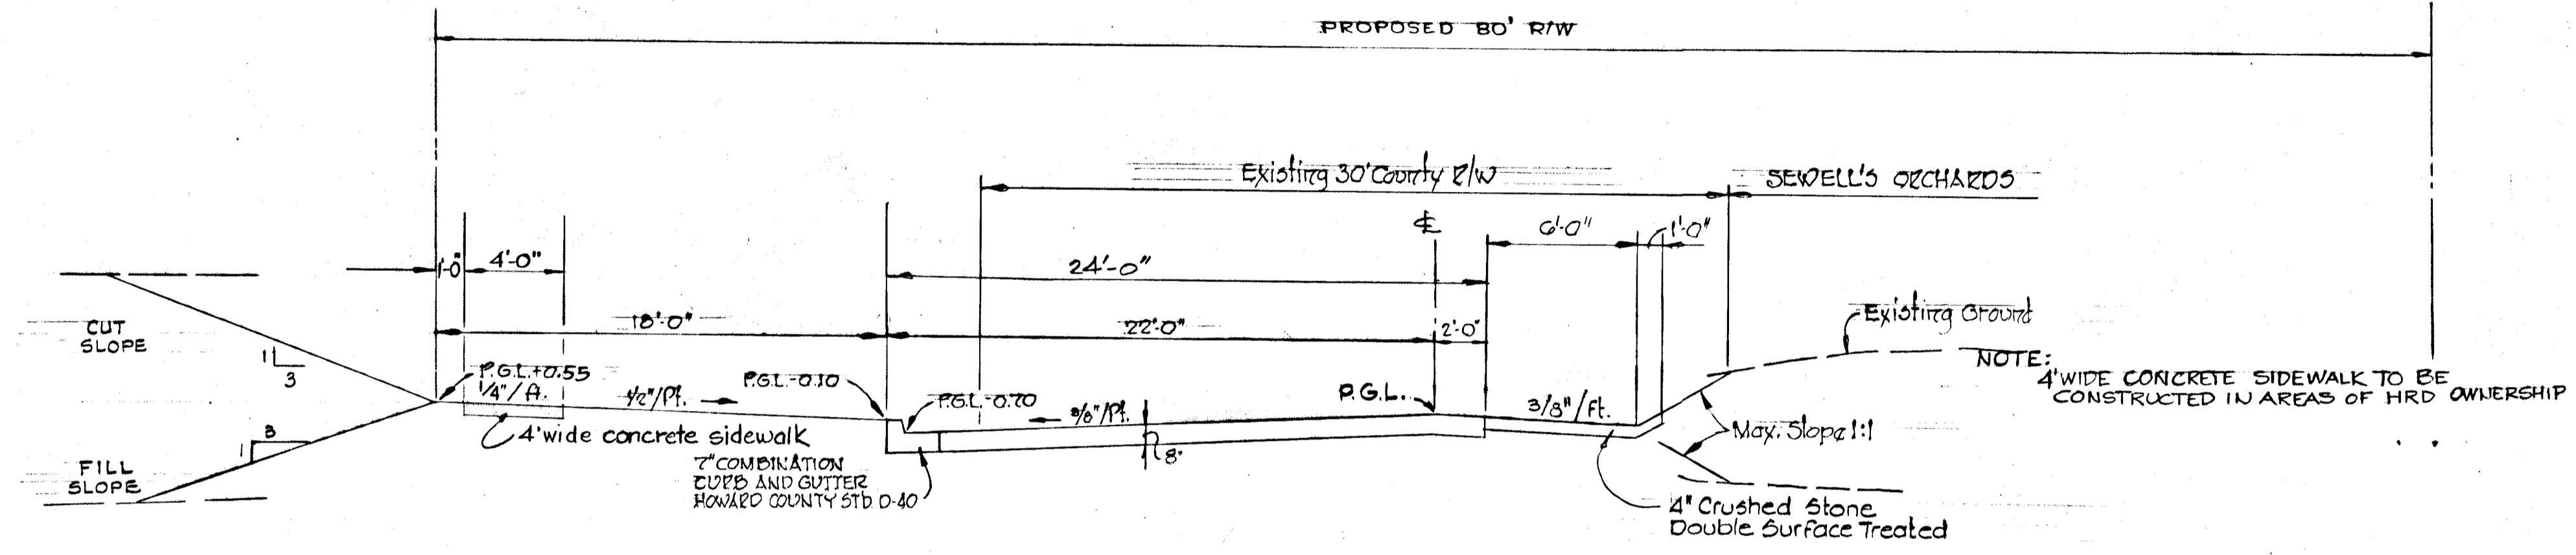 PROPOSED 80' R/W
Existing 30' County R/W
SEWELL'S ORCHARDS
℄
6'-0"
1'-0"
1'-0"
4'-0"
24'-0"
18'-0"
22'-0"
2'-0"
Existing Ground
CUT
SLOPE
1
3
P.G.L.+0.55
1/4"/ft.
1/2"/Ft.
P.G.L.-0.10
P.G.L.-0.70
3/8"/Ft.
P.G.L.
3/8"/Ft.
NOTE:
4' WIDE CONCRETE SIDEWALK TO BE
CONSTRUCTED IN AREAS OF HRD OWNERSHIP
4' wide concrete sidewalk
Max. Slope 1:1
3
1
FILL
SLOPE
7" COMBINATION
CURB AND GUTTER
HOWARD COUNTY STD. D-40
8"
4" Crushed Stone
Double Surface Treated